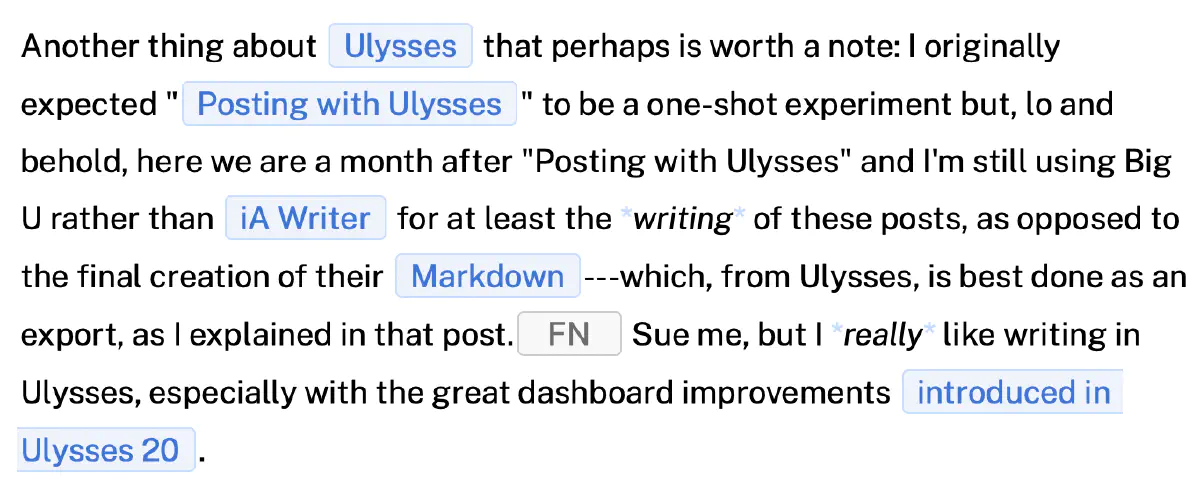 Another thing about Ulysses that perhaps is worth a note: I originally
expected "Posting with Ulysses" to be a one-shot experiment but, lo and
behold, here we are a month after "Posting with Ulysses" and I'm still using Big
U rather than iA Writer for at least the *writing* of these posts, as opposed to
the final creation of their Markdown---which, from Ulysses, is best done as an
export, as I explained in that post. FN Sue me, but I *really* like writing in
Ulysses, especially with the great dashboard improvements introduced in
Ulysses 20.